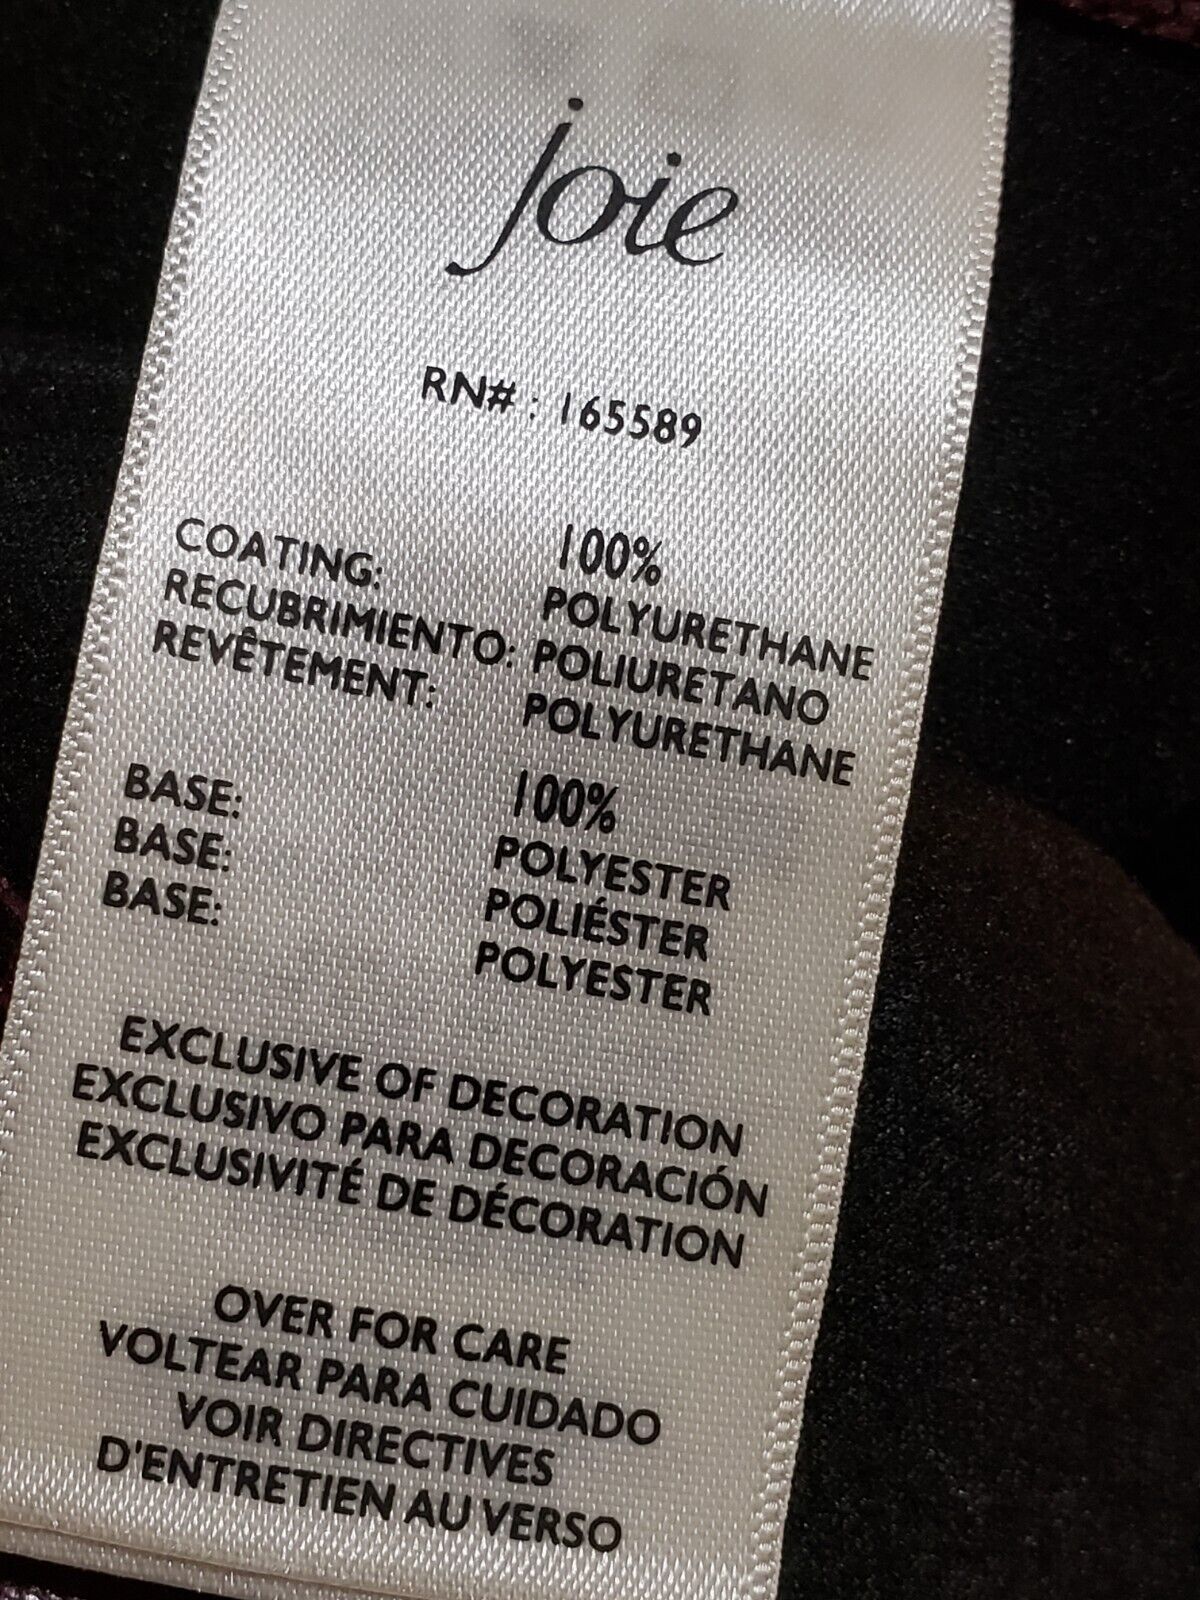 joie
RN# : 165589
COATING: 100%
POLYURETHANE
RECUBRIMIENTO: POLIURETANO
REVÊTEMENT: POLYURETHANE
BASE: 100%
POLYESTER
BASE: POLIÉSTER
BASE: POLYESTER
EXCLUSIVE OF DECORATION
EXCLUSIVO PARA DECORACIÓN
EXCLUSIVITÉ DE DÉCORATION
OVER FOR CARE
VOLTEAR PARA CUIDADO
VOIR DIRECTIVES
D'ENTRETIEN AU VERSO